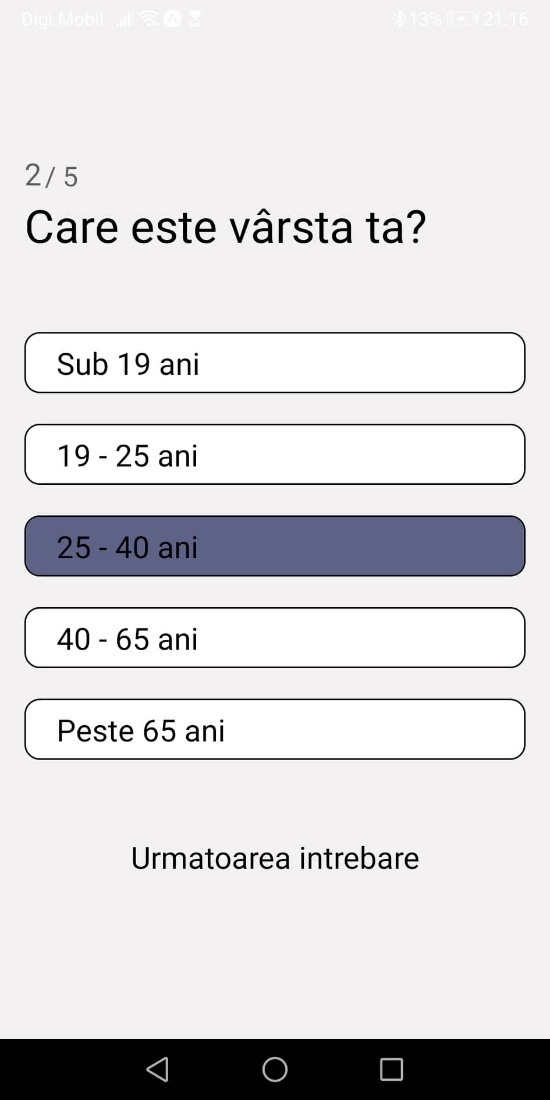 Digi.Mobil 13% 21:16
2 / 5
Care este vârsta ta?
Sub 19 ani
19 - 25 ani
25 - 40 ani
40 - 65 ani
Peste 65 ani
Urmatoarea intrebare